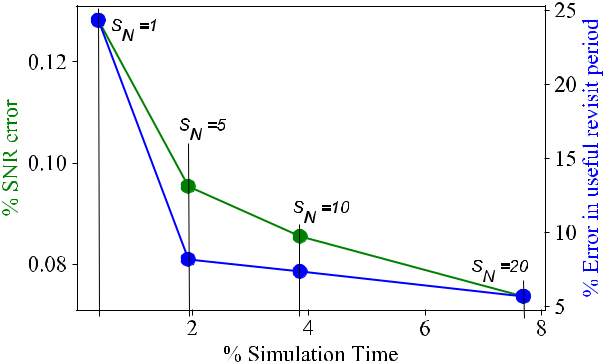 S_N=1
25
0.12
20
S_N=5
15
0.10
S_N=10
10
S_N=20
0.08
5
2
4
6
8
% Simulation Time
% SNR error
% Error in useful revisit period